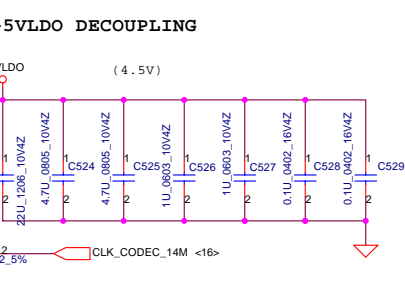 5VLDO DECOUPLING
VLDO
(4.5V)
22U_1206_10V4Z
1
2
4.7U_0805_10V4Z
1
2
C524
4.7U_0805_10V4Z
1
2
C525
1U_0603_10V4Z
1
2
C526
1U_0603_10V4Z
1
2
C527
0.1U_0402_16V4Z
1
2
C528
0.1U_0402_16V4Z
1
2
C529
2
2_5%
CLK_CODEC_14M <16>